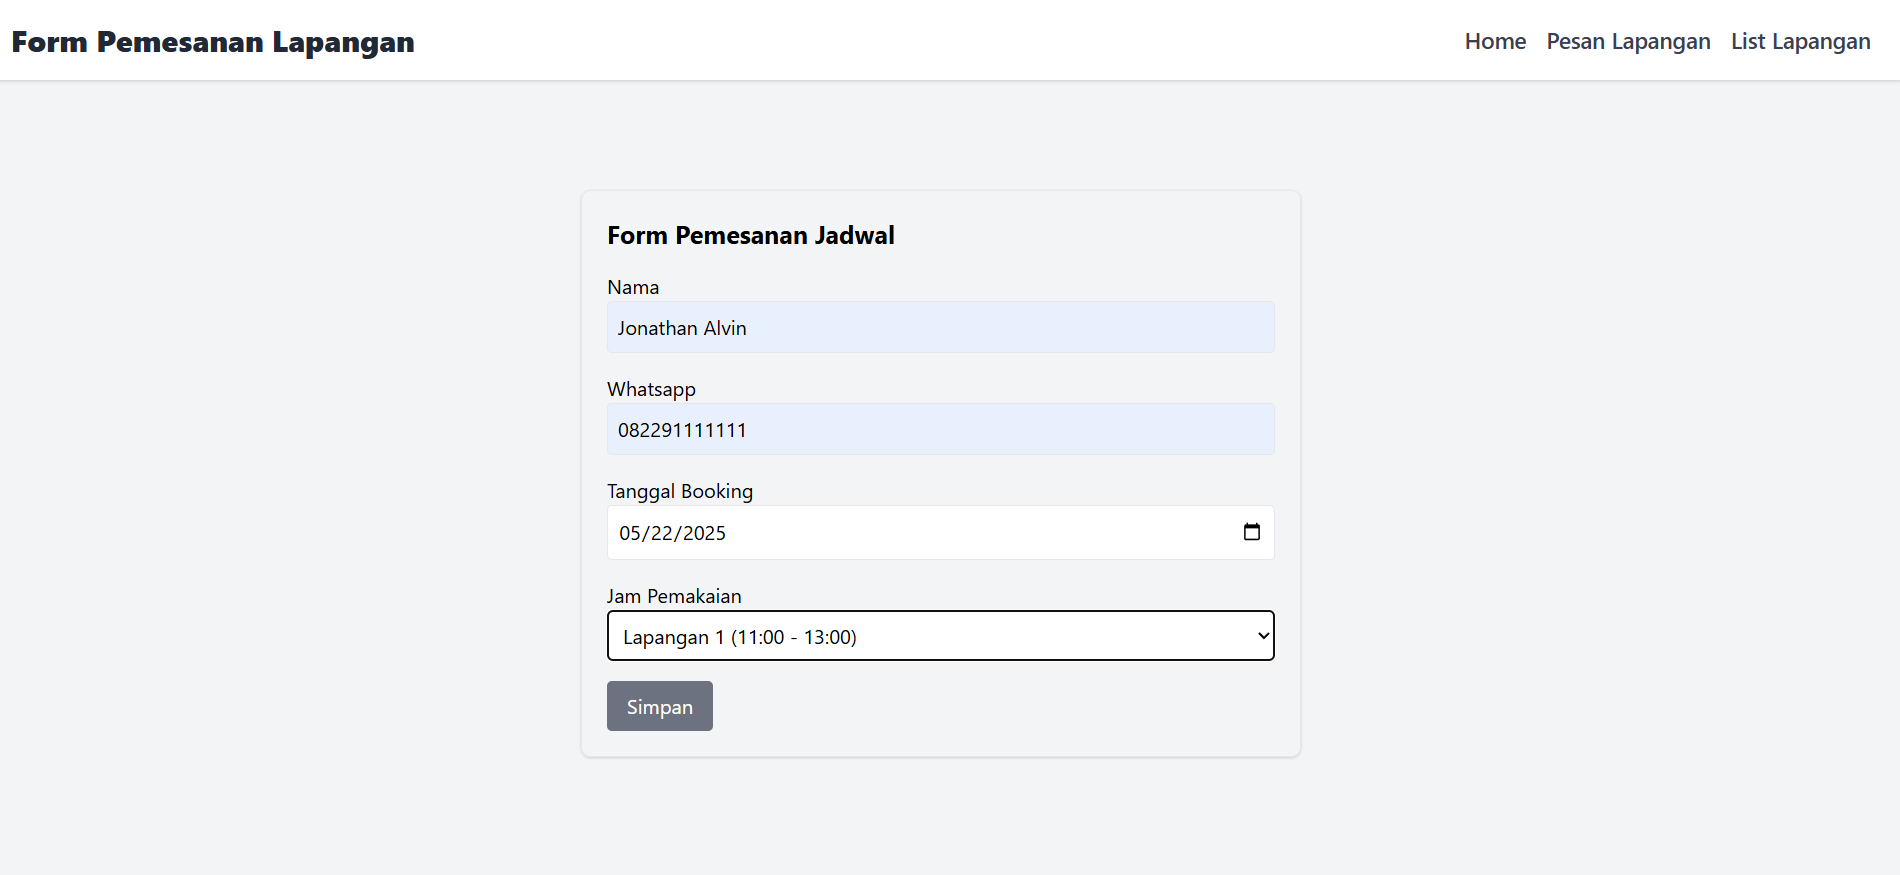 Form Pemesanan Lapangan
Home Pesan Lapangan List Lapangan
Form Pemesanan Jadwal
Nama
Jonathan Alvin
Whatsapp
082291111111
Tanggal Booking
05/22/2025
Jam Pemakaian
Lapangan 1 (11:00 - 13:00)
Simpan